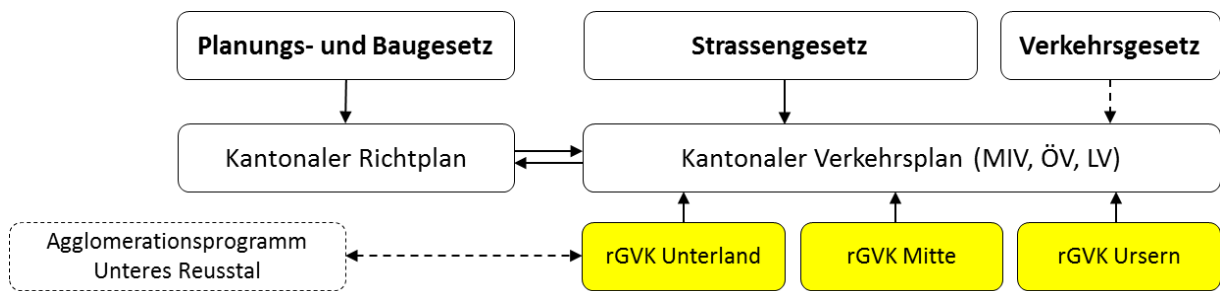 Planungs- und Baugesetz
Strassengesetz
Verkehrsgesetz
Kantonaler Richtplan
Kantonaler Verkehrsplan (MIV, ÖV, LV)
Agglomerationsprogramm
Unteres Reusstal
rGVK Unterland
rGVK Mitte
rGVK Ursern